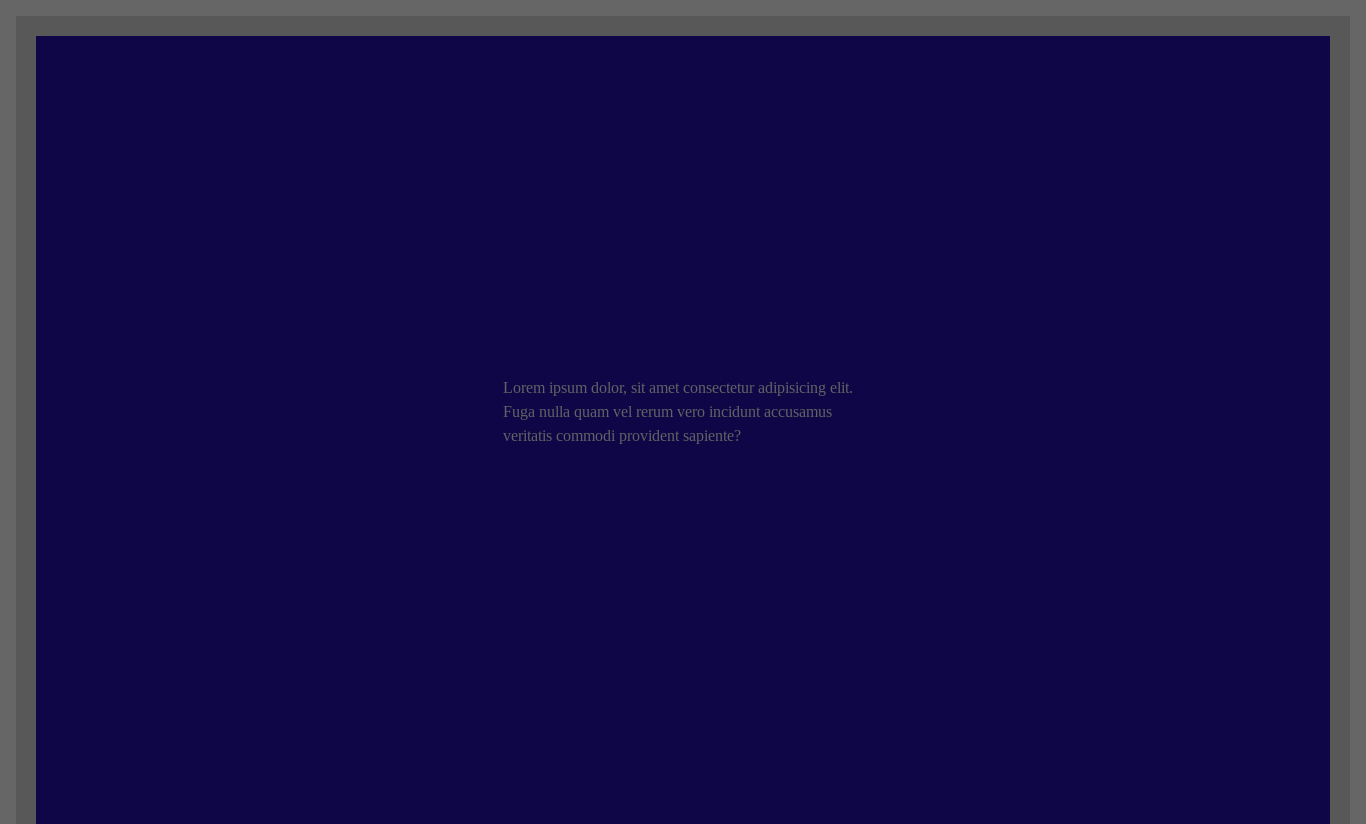 Lorem ipsum dolor, sit amet consectetur adipisicing elit.
Fuga nulla quam vel rerum vero incidunt accusamus
veritatis commodi provident sapiente?